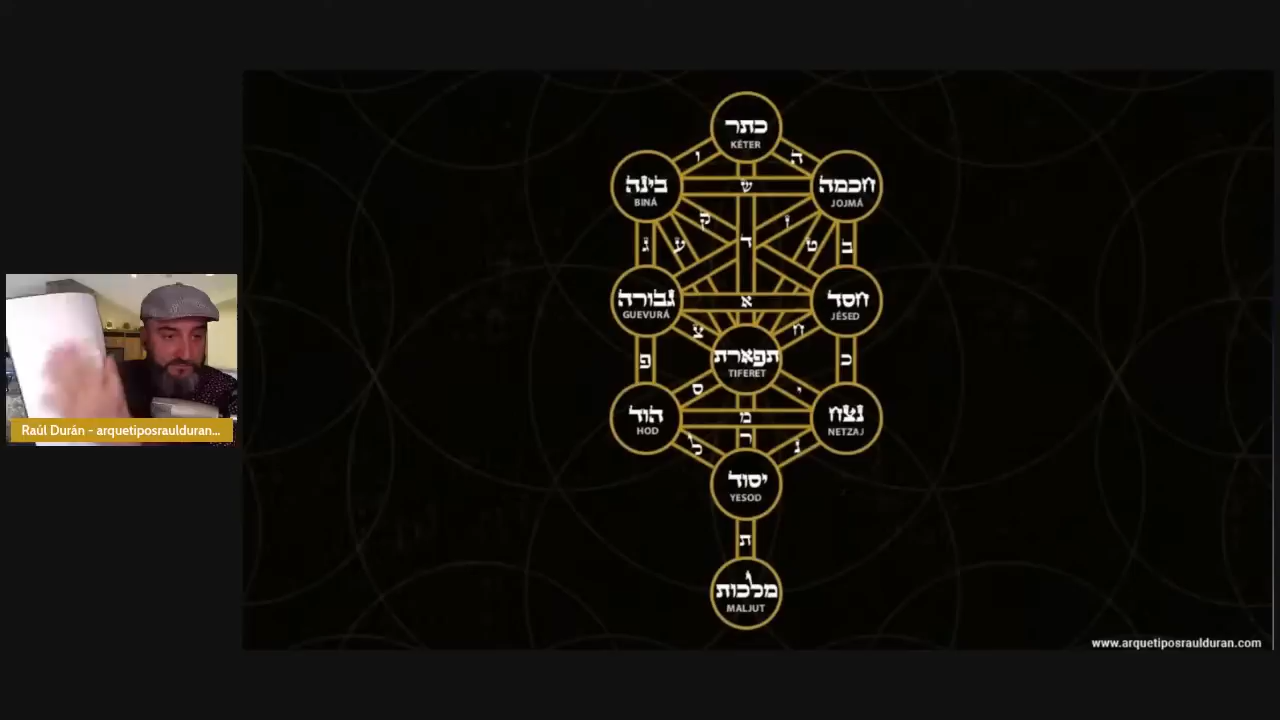 כתר
KÉTER
ו
ה
בינה
BINÁ
ש
חכמה
JOJMÁ
ק
ז
ג
ע
ד
ט
ב
גבורה
GUEVURÁ
א
חסד
JÉSED
צ
ח
תפארת
TIFERET
פ
כ
ס
י
הוד
HOD
מ
נצח
NETZAJ
ל
ר
נ
יסוד
YESOD
ת
מלכות
MALJUT
Raúl Durán - arquetiposraulduran...
www.arquetiposraulduran.com